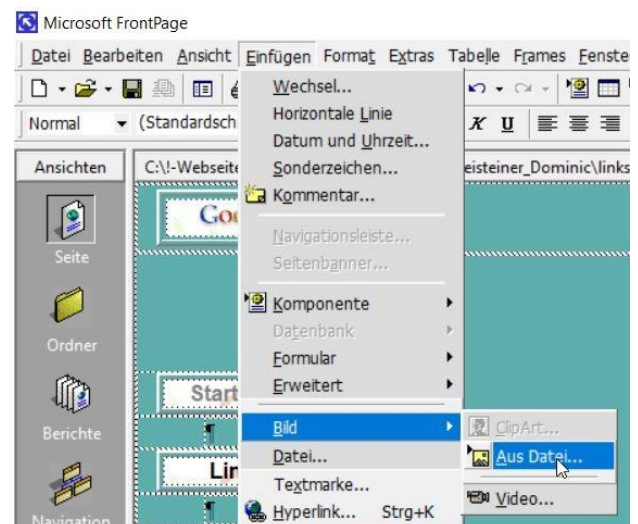 Microsoft FrontPage
Datei Bearbeiten Ansicht Einfügen Format Extras Tabelle Frames Fenste
Normal (Standardsch K U
Ansichten C:\!-Webseite eisteiner_Dominic\links
Wechsel...
Horizontale Linie
Datum und Uhrzeit...
Sonderzeichen...
Kommentar...
Navigationsleiste...
Seitenbanner...
Komponente
Datenbank
Formular
Erweitert
Bild
Datei...
Textmarke...
Hyperlink... Strg+K
ClipArt...
Aus Datei...
Video...
Seite
Ordner
Berichte
Navigation
Goo
Start
Lin